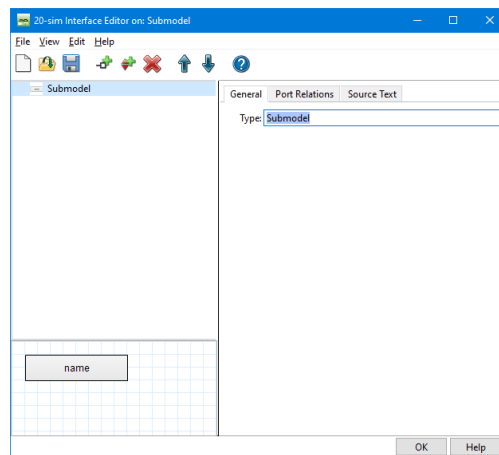 20-sim Interface Editor on: Submodel
File View Edit Help
Submodel
General Port Relations Source Text
Type: Submodel
name
OK Help